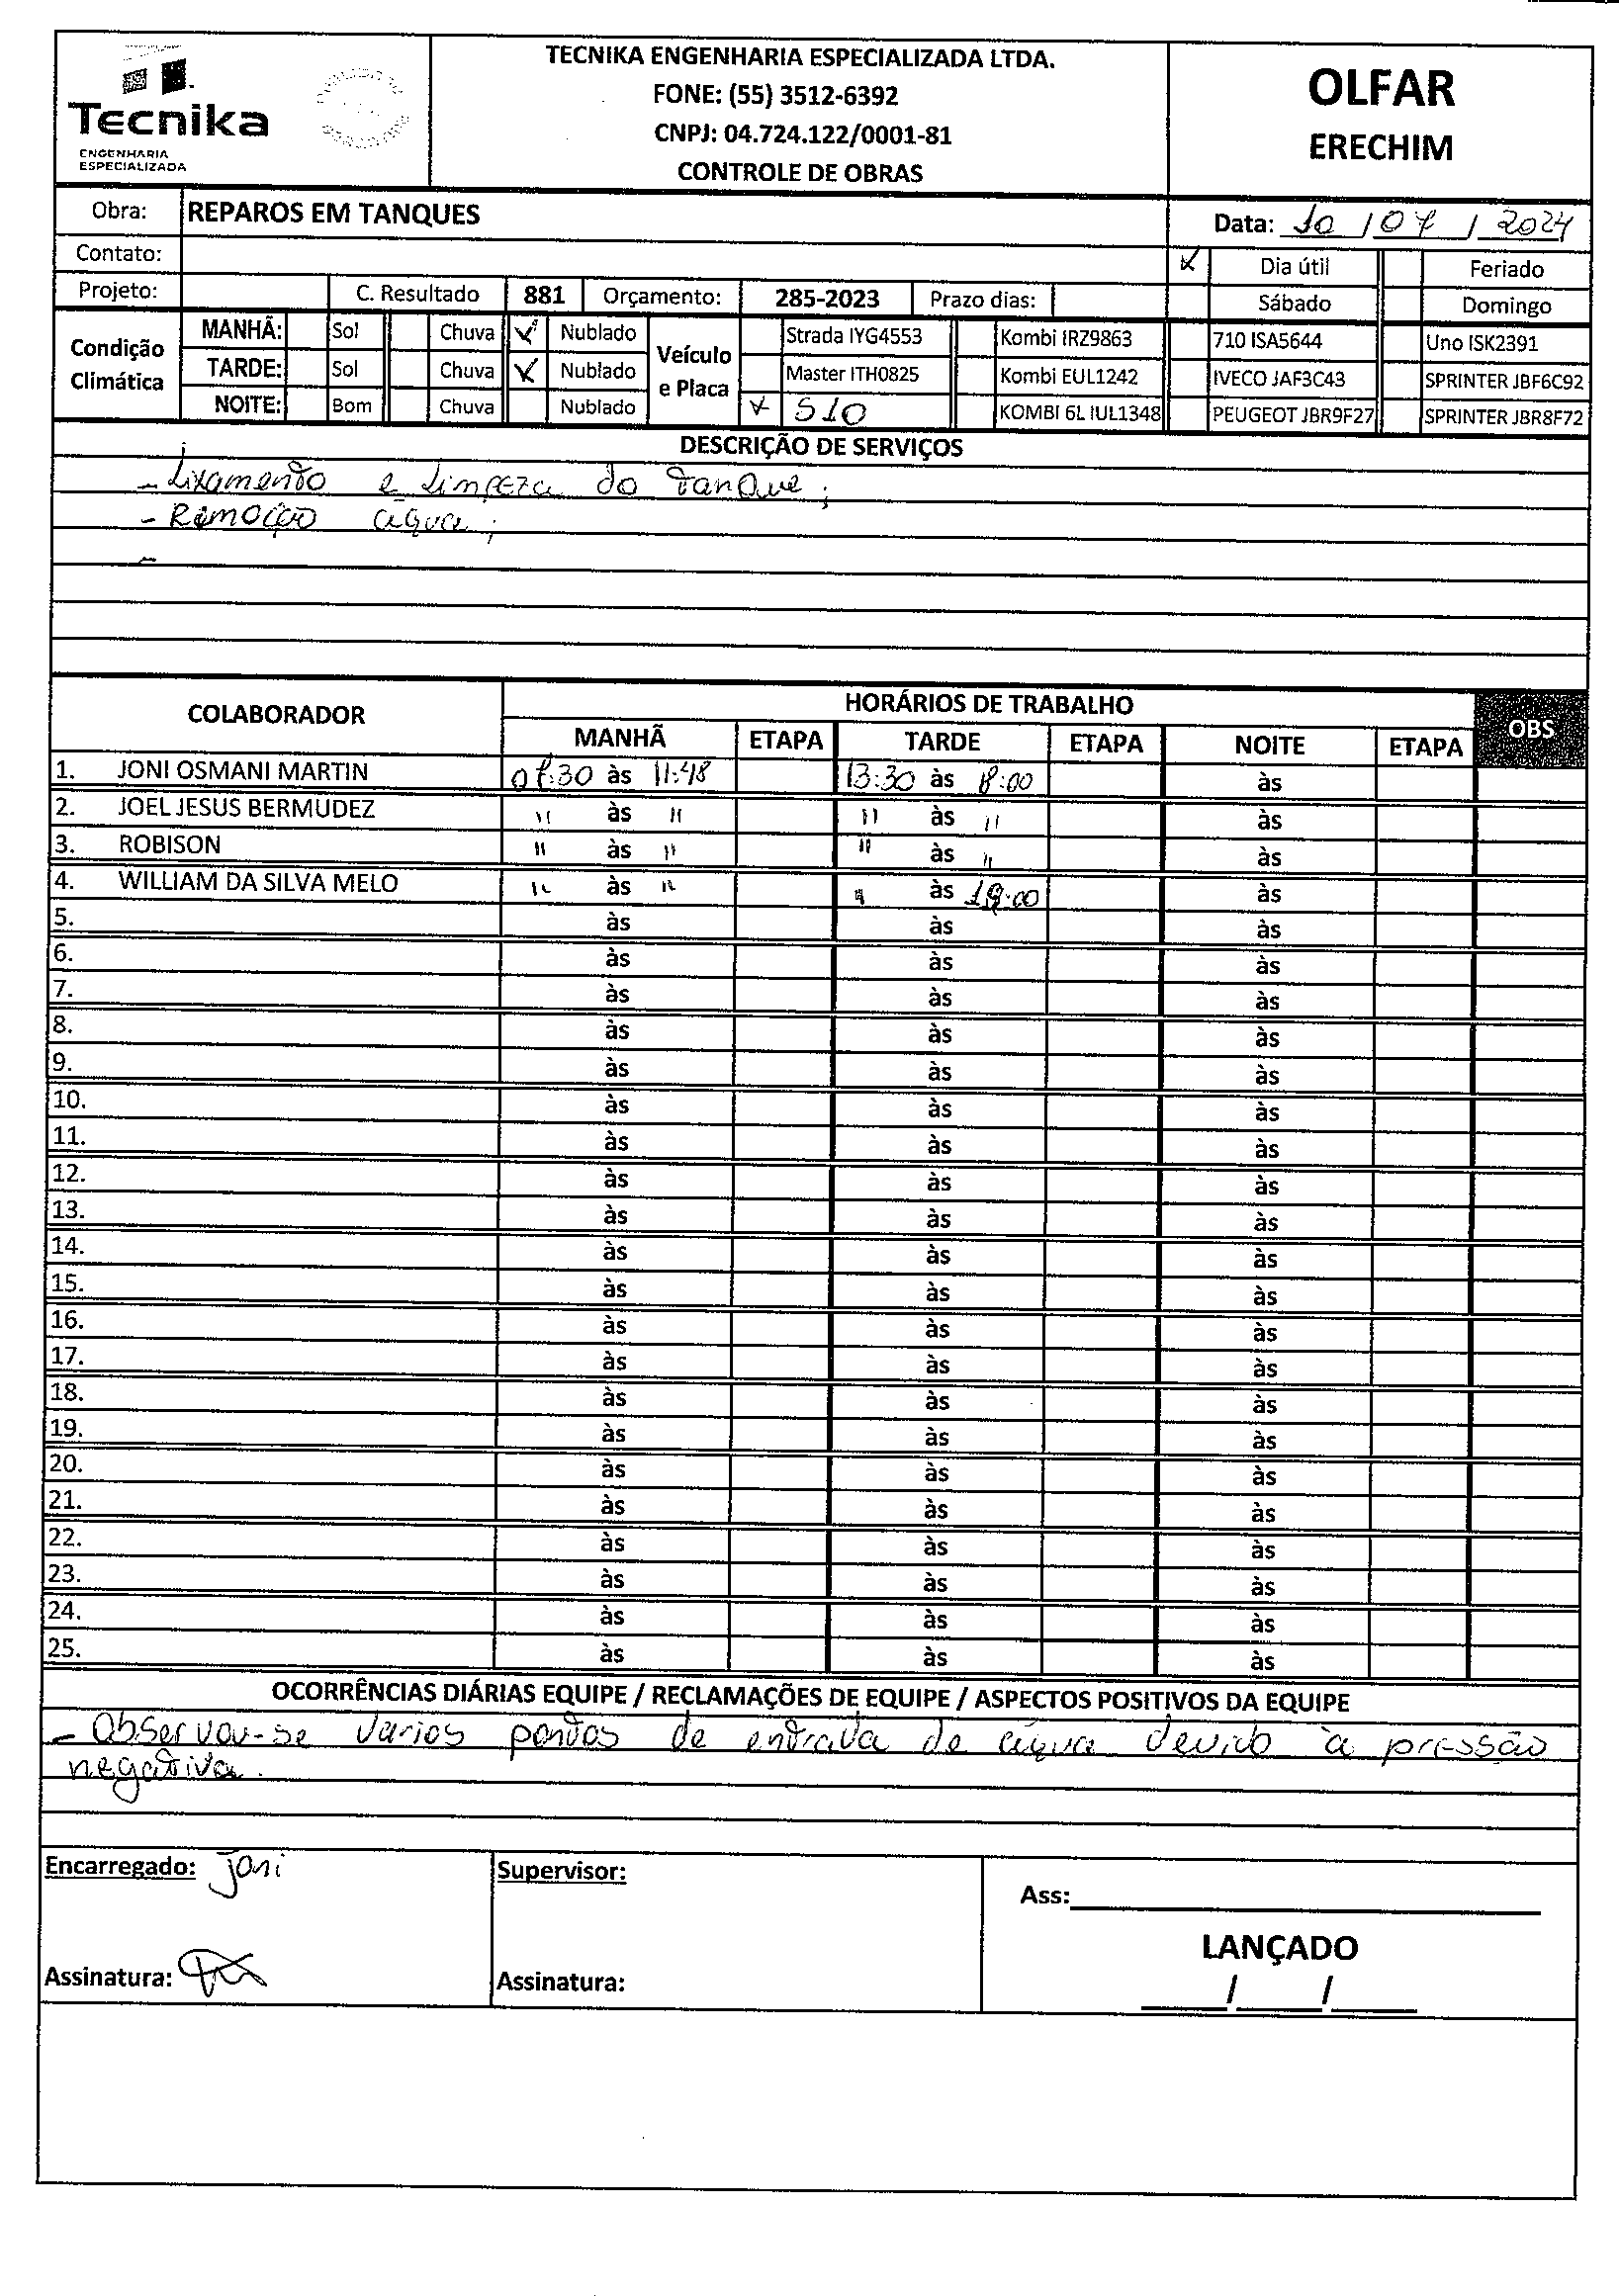 Tecnika
ENGENHARIA
ESPECIALIZADA
TECNIKA ENGENHARIA ESPECIALIZADA LTDA.
FONE: (55) 3512-6392
CNPJ: 04.724.122/0001-81
CONTROLE DE OBRAS
OLFAR
ERECHIM
Obra: REPAROS EM TANQUES
Data: 10 / 07 / 2024
Contato:
X Dia útil Feriado
Projeto: C. Resultado 881 Orçamento: 285-2023 Prazo dias: Sábado Domingo
Condição Climática
MANHÃ: Sol Chuva X Nublado
TARDE: Sol Chuva X Nublado
NOITE: Bom Chuva Nublado
Veículo e Placa
Strada IYG4553 Kombi IRZ9863 710 ISA5644 Uno ISK2391
Master ITH0825 Kombi EUL1242 IVECO JAF3C43 SPRINTER JBF6C92
X S10 KOMBI 6L IUL1348 PEUGEOT JBR9F27 SPRINTER JBR8F72
DESCRIÇÃO DE SERVIÇOS
- Lixamento e Limpeza do tanque;
- Remoção água;
-
COLABORADOR HORÁRIOS DE TRABALHO OBS
MANHÃ ETAPA TARDE ETAPA NOITE ETAPA
1. JONI OSMANI MARTIN 07:30 às 11:48 13:30 às 18:00 às
2. JOEL JESUS BERMUDEZ " às " " às " às
3. ROBISON " às " " às " às
4. WILLIAM DA SILVA MELO " às " " às 19:00 às
5. às às às
6. às às às
7. às às às
8. às às às
9. às às às
10. às às às
11. às às às
12. às às às
13. às às às
14. às às às
15. às às às
16. às às às
17. às às às
18. às às às
19. às às às
20. às às às
21. às às às
22. às às às
23. às às às
24. às às às
25. às às às
OCORRÊNCIAS DIÁRIAS EQUIPE / RECLAMAÇÕES DE EQUIPE / ASPECTOS POSITIVOS DA EQUIPE
- Observou-se varios pontos de entrada de água devido à pressão
negativa.
Encarregado: Joni
Supervisor:
Ass:
LANÇADO
Assinatura:
Assinatura:
/ /